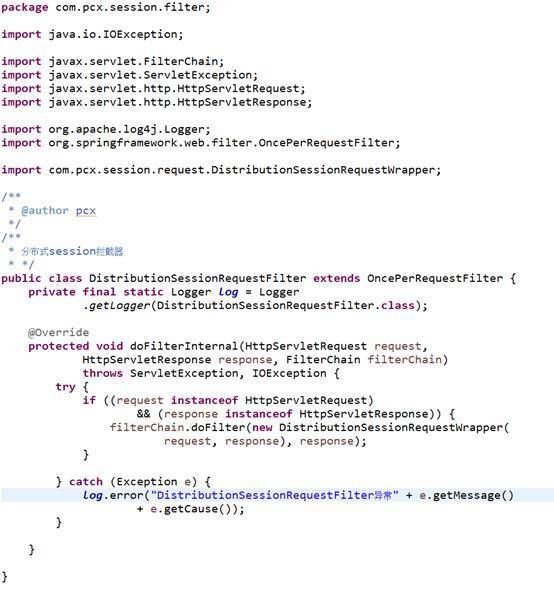 package com.pcx.session.filter;
import java.io.IOException;
import javax.servlet.FilterChain;
import javax.servlet.ServletException;
import javax.servlet.http.HttpServletRequest;
import javax.servlet.http.HttpServletResponse;
import org.apache.log4j.Logger;
import org.springframework.web.filter.OncePerRequestFilter;
import com.pcx.session.request.DistributionSessionRequestWrapper;
/**
 * @author pcx
 */
/**
 * 分布式session拦截器
 * */
public class DistributionSessionRequestFilter extends OncePerRequestFilter {
    private final static Logger log = Logger
            .getLogger(DistributionSessionRequestFilter.class);
    @Override
    protected void doFilterInternal(HttpServletRequest request,
            HttpServletResponse response, FilterChain filterChain)
            throws ServletException, IOException {
        try {
            if ((request instanceof HttpServletRequest)
                    && (response instanceof HttpServletResponse)) {
                filterChain.doFilter(new DistributionSessionRequestWrapper(
                        request, response), response);
            }
        } catch (Exception e) {
            log.error("DistributionSessionRequestFilter异常" + e.getMessage()
                    + e.getCause());
        }
    }
}